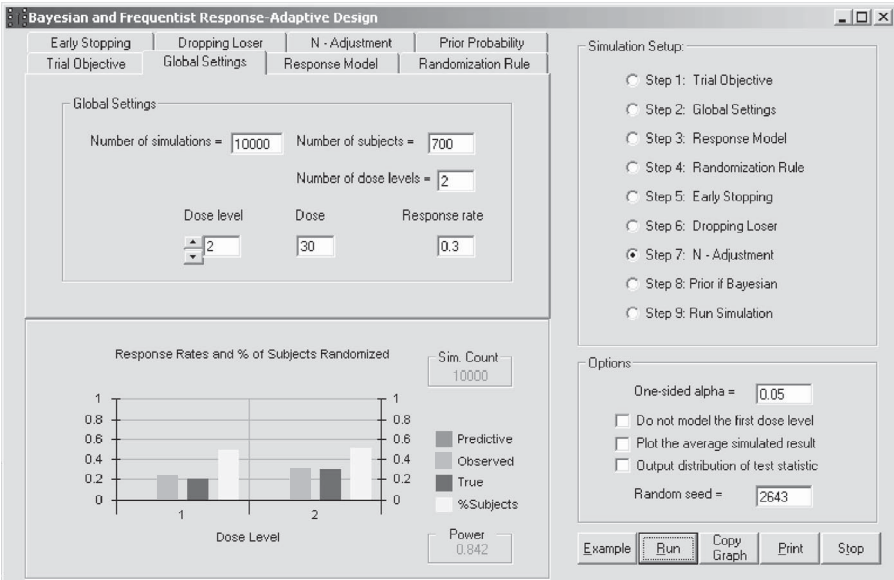 Bayesian and Frequentist Response-Adaptive Design
Early Stopping Dropping Loser N - Adjustment Prior Probability
Trial Objective Global Settings Response Model Randomization Rule
Global Settings
Number of simulations = 10000 Number of subjects = 700
Number of dose levels = 2
Dose level Dose Response rate
2 30 0.3
Response Rates and % of Subjects Randomized
1 1
0.8 0.8
0.6 0.6
0.4 0.4
0.2 0.2
0 0
1 2
Dose Level
Sim. Count
10000
Predictive
Observed
True
%Subjects
Power
0.842
Simulation Setup:
Step 1: Trial Objective
Step 2: Global Settings
Step 3: Response Model
Step 4: Randomization Rule
Step 5: Early Stopping
Step 6: Dropping Loser
Step 7: N - Adjustment
Step 8: Prior if Bayesian
Step 9: Run Simulation
Options
One-sided alpha = 0.05
Do not model the first dose level
Plot the average simulated result
Output distribution of test statistic
Random seed = 2643
Example Run Copy Graph Print Stop